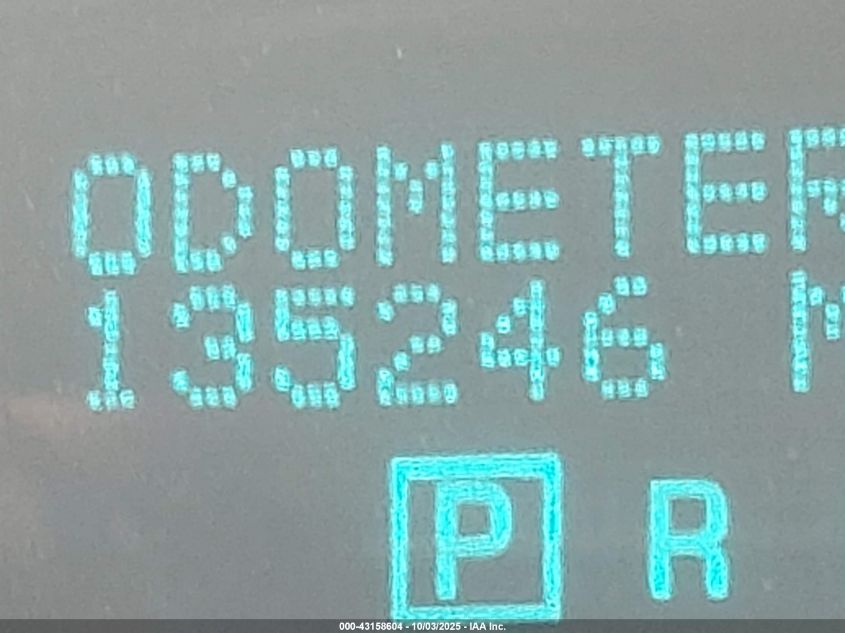 ODOMETER
135246 M
P R
000-43158604 - 10/03/2025 - IAA Inc.